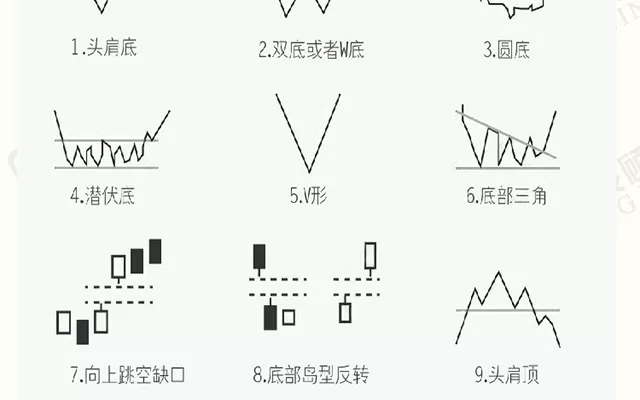 1.头肩底
2.双底或者W底
3.圆底
4.潜伏底
5.V形
6.底部三角
7.向上跳空缺口
8.底部岛型反转
9.头肩顶